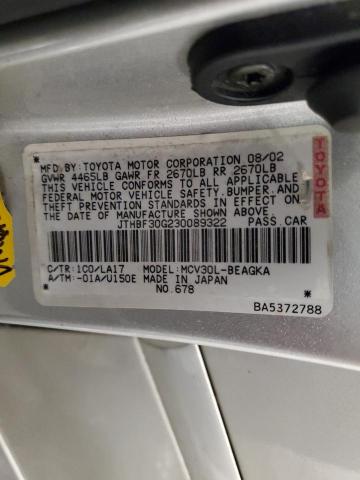 MFD BY:TOYOTA MOTOR CORPORATION 08/02
GVWR 4465LB GAWR FR 2670LB RR 2670LB
THIS VEHICLE CONFORMS TO ALL APPLICABLE
FEDERAL MOTOR VEHICLE SAFETY,BUMPER,AND
THEFT PREVENTION STANDARDS IN EFFECT ON
THE DATE OF MANUFACTURE SHOWN ABOVE.
JTHBF30G230089322 PASS.CAR
TOYOTA
C/TR:1C0/LA17 MODEL:MCV30L-BEAGKA
A/TM:-01A/U150E MADE IN JAPAN
NO.678
BA5372788